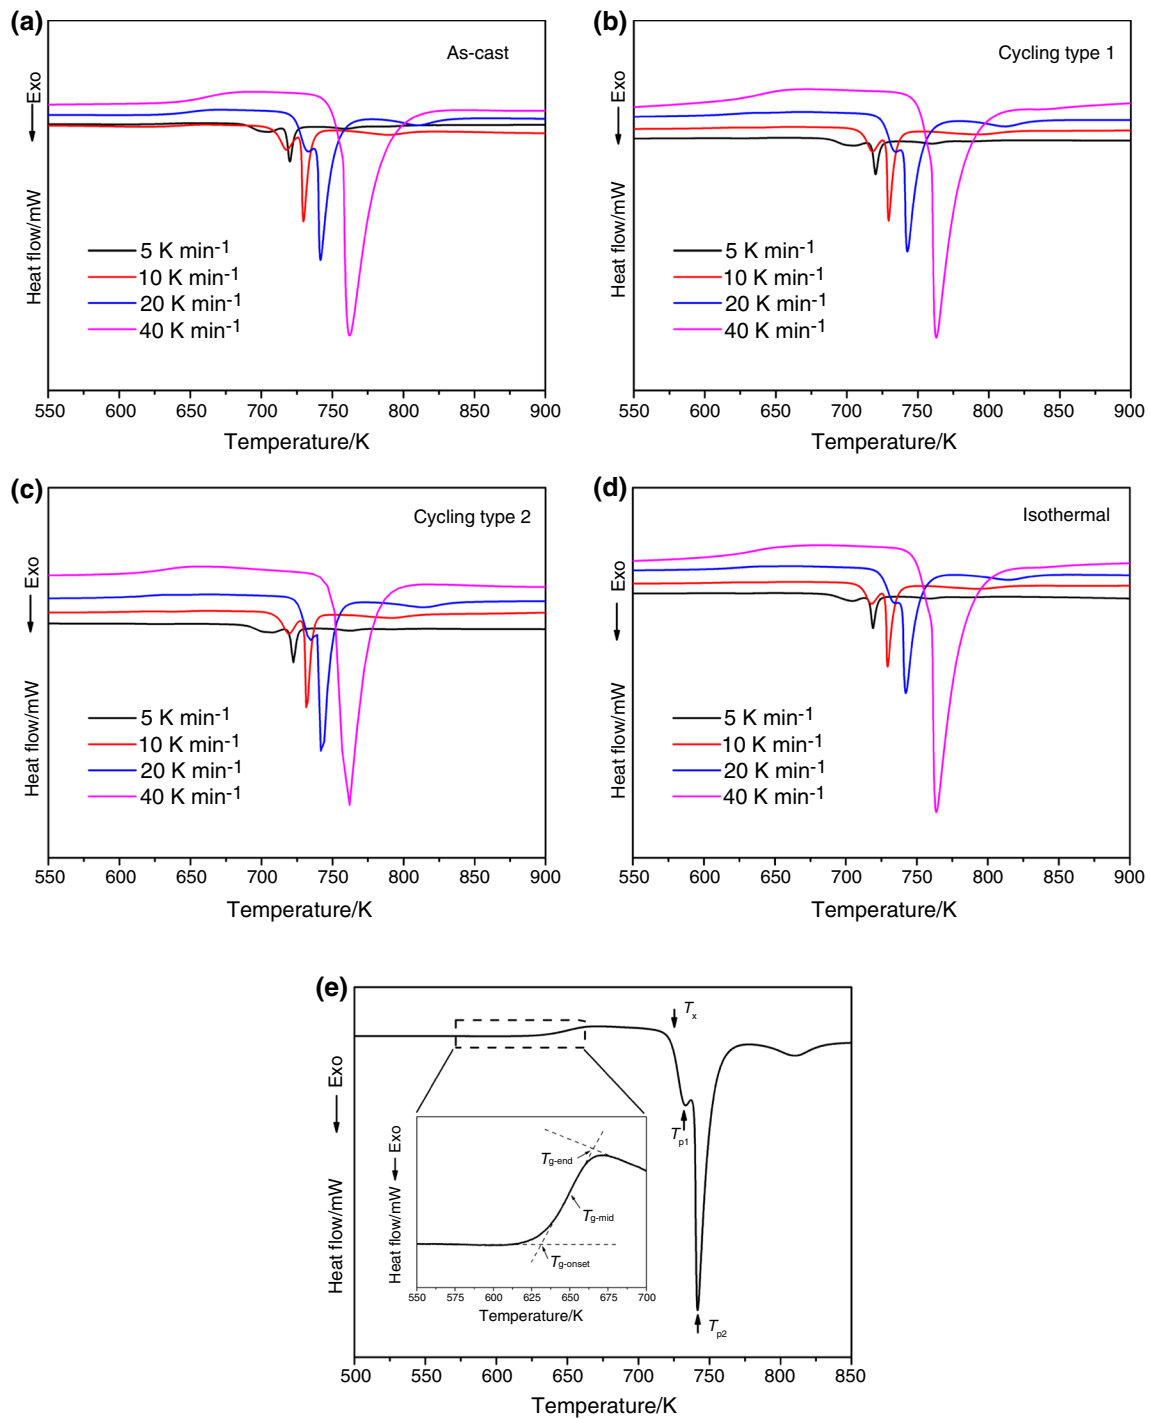 (a)
As-cast
Exo
Heat flow/mW
5 K min-1
10 K min-1
20 K min-1
40 K min-1
550 600 650 700 750 800 850 900
Temperature/K
(b)
Cycling type 1
Exo
Heat flow/mW
5 K min-1
10 K min-1
20 K min-1
40 K min-1
550 600 650 700 750 800 850 900
Temperature/K
(c)
Cycling type 2
Exo
Heat flow/mW
5 K min-1
10 K min-1
20 K min-1
40 K min-1
550 600 650 700 750 800 850 900
Temperature/K
(d)
Isothermal
Exo
Heat flow/mW
5 K min-1
10 K min-1
20 K min-1
40 K min-1
550 600 650 700 750 800 850 900
Temperature/K
(e)
Tx
Exo
Heat flow/mW
Tp1
Exo
Heat flow/mW
Tg-end
Tg-mid
Tg-onset
550 575 600 625 650 675 700
Temperature/K
Tp2
500 550 600 650 700 750 800 850
Temperature/K